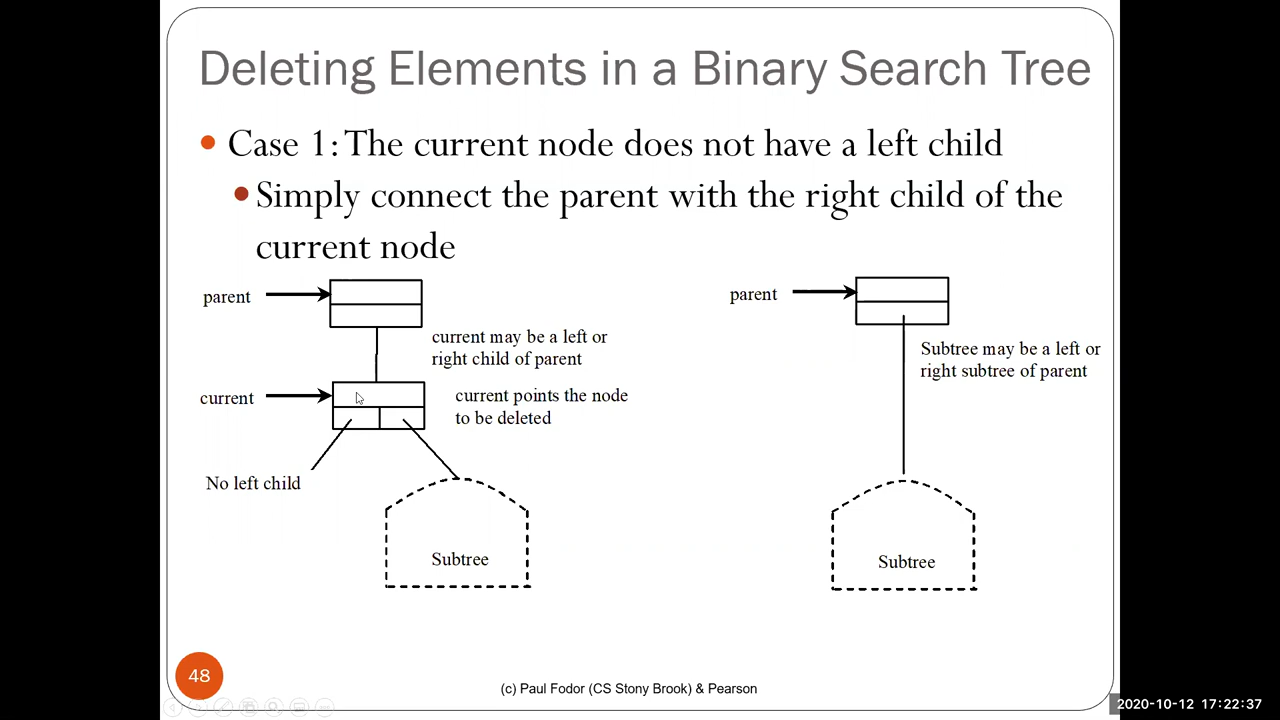 Deleting Elements in a Binary Search Tree
Case 1: The current node does not have a left child
Simply connect the parent with the right child of the
current node
parent
current may be a left or
right child of parent
current
current points the node
to be deleted
No left child
Subtree
parent
Subtree may be a left or
right subtree of parent
Subtree
48
(c) Paul Fodor (CS Stony Brook) & Pearson
2020-10-12 17:22:37